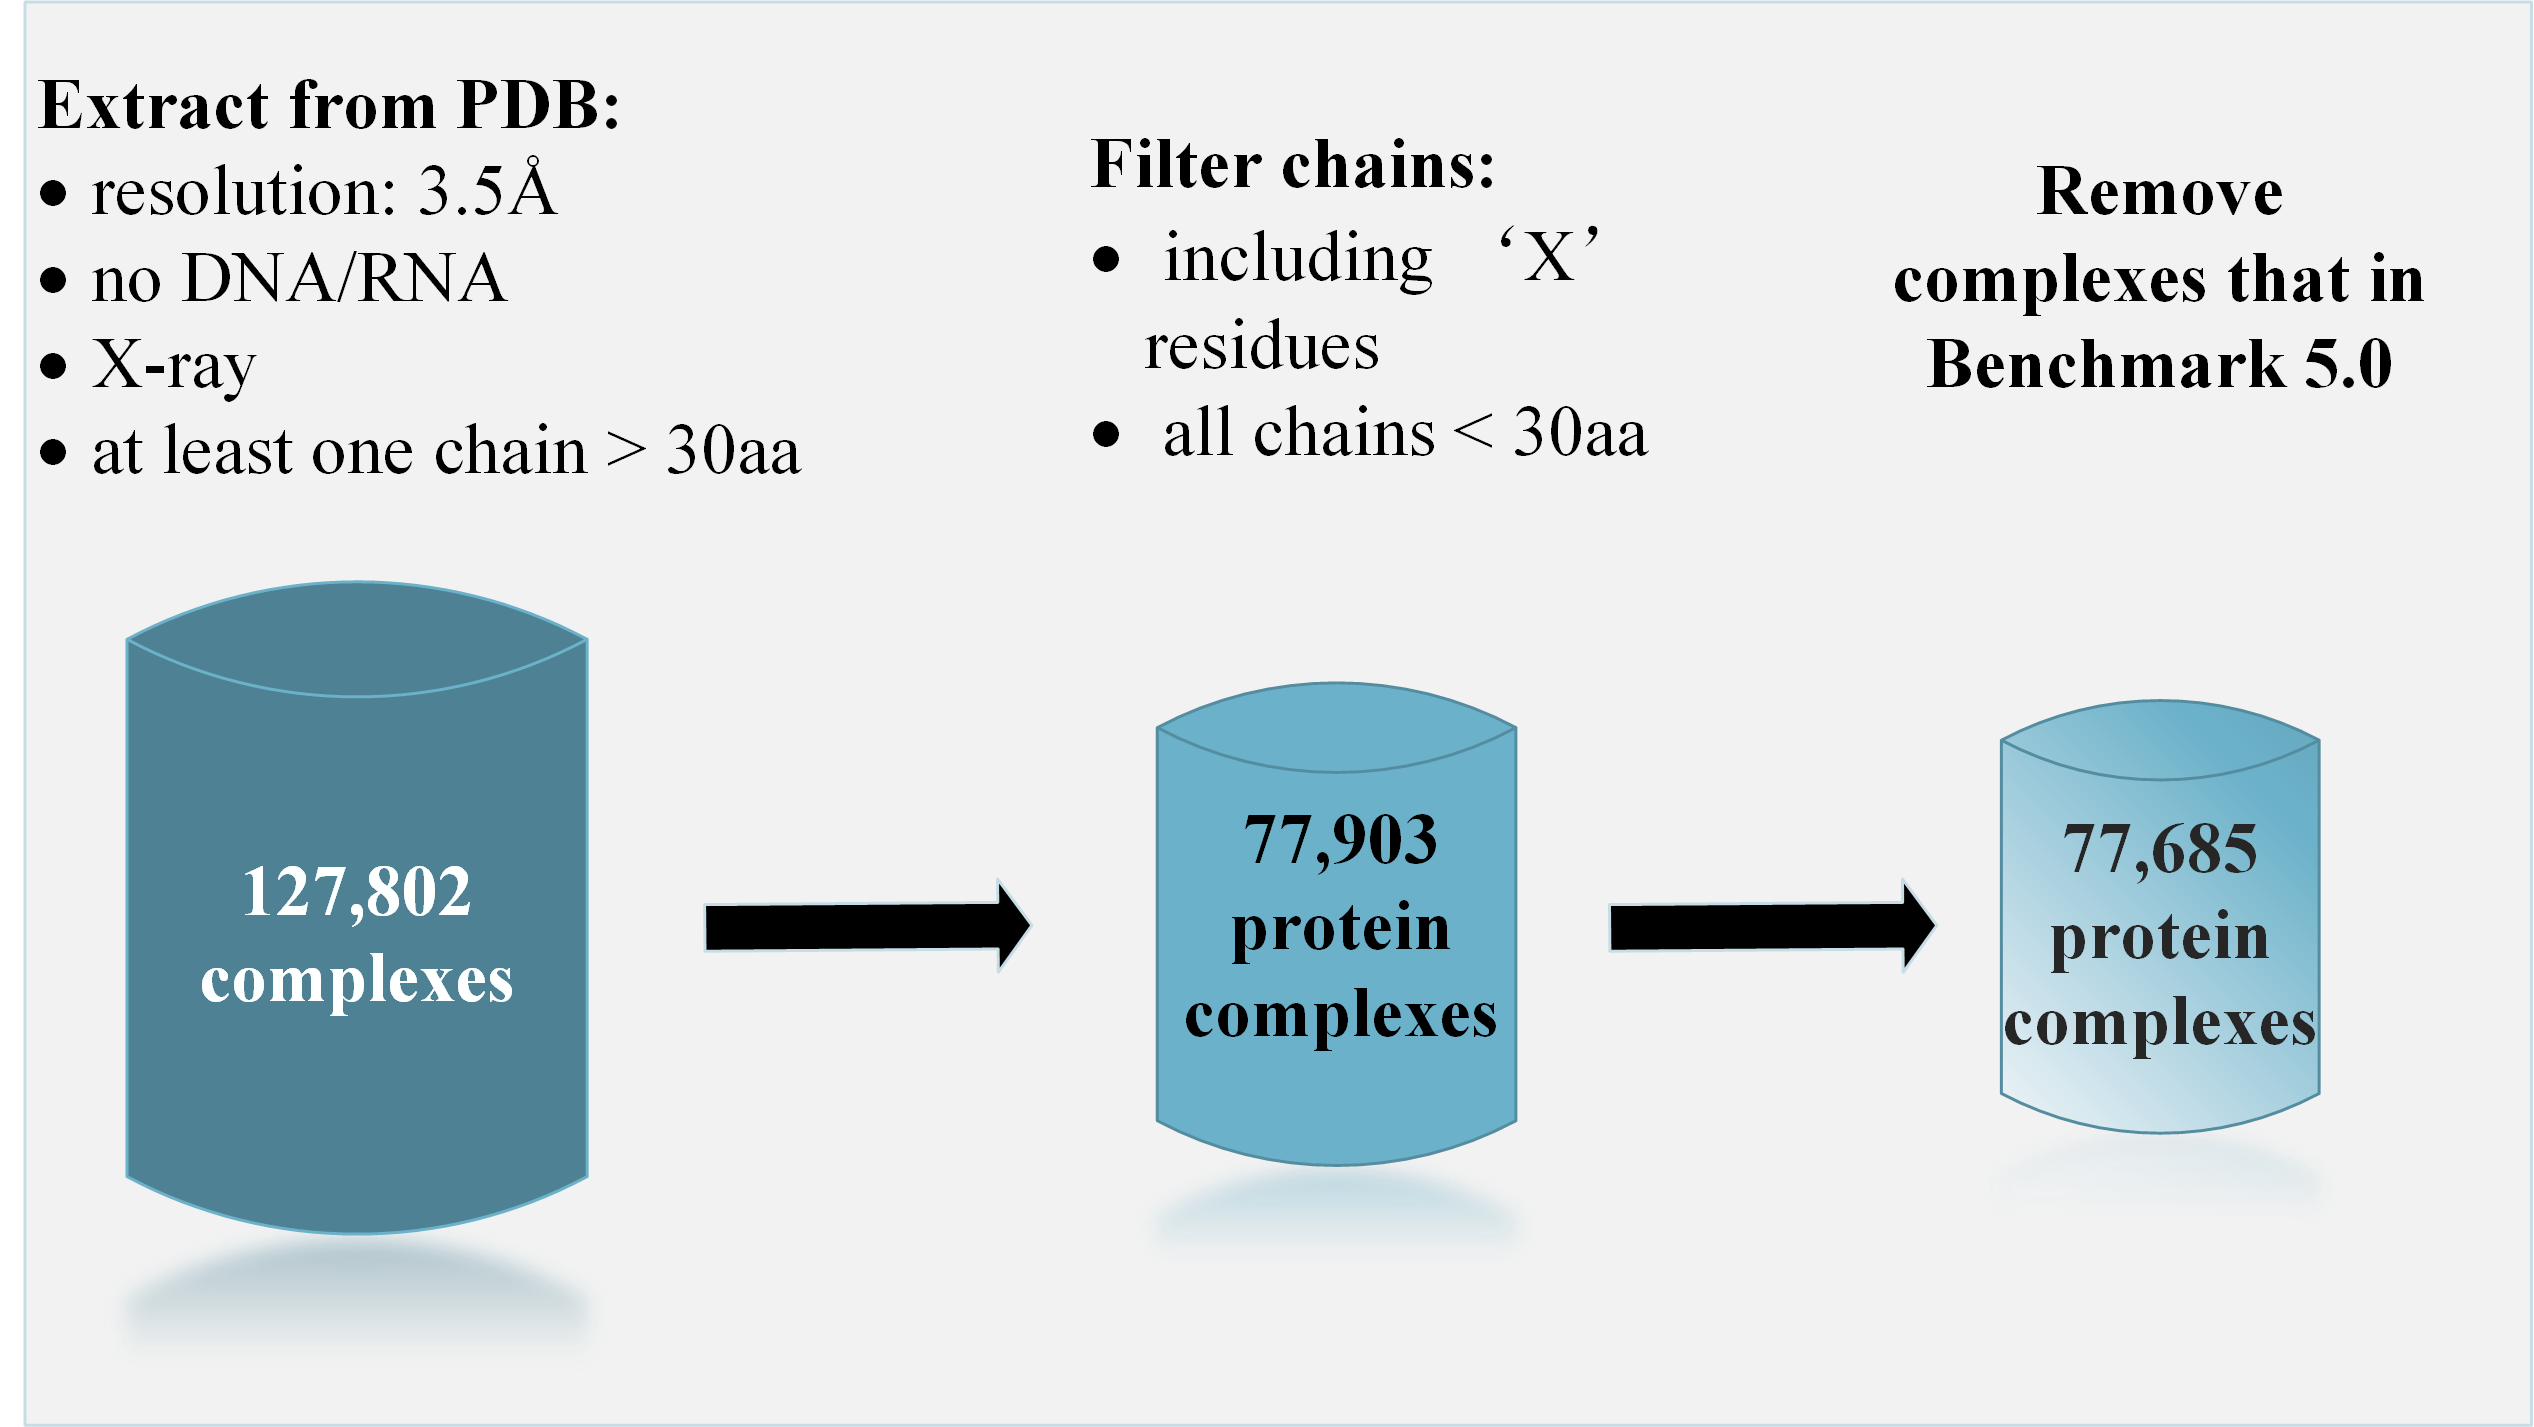 Extract from PDB:
• resolution: 3.5Å
• no DNA/RNA
• X-ray
• at least one chain > 30aa
Filter chains:
• including ‘X’
residues
• all chains < 30aa
Remove
complexes that in
Benchmark 5.0
127,802
complexes
77,903
protein
complexes
77,685
protein
complexes